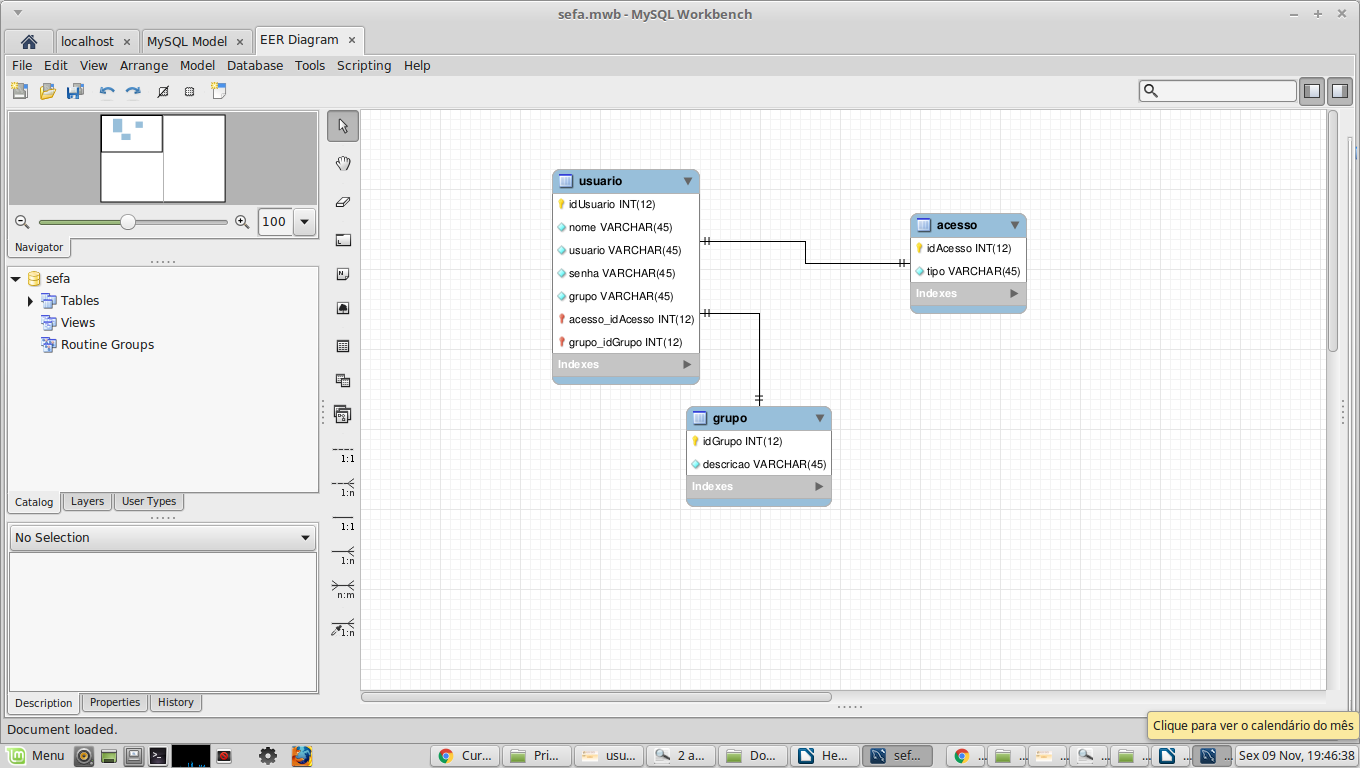 sefa.mwb - MySQL Workbench
localhost × MySQL Model × EER Diagram ×
File Edit View Arrange Model Database Tools Scripting Help
100
Navigator
sefa
Tables
Views
Routine Groups
Catalog Layers User Types
No Selection
Description Properties History
1:1
1:n
1:1
1:n
n:m
1:n
usuario
idUsuario INT(12)
nome VARCHAR(45)
usuario VARCHAR(45)
senha VARCHAR(45)
grupo VARCHAR(45)
acesso_idAcesso INT(12)
grupo_idGrupo INT(12)
Indexes
acesso
idAcesso INT(12)
tipo VARCHAR(45)
Indexes
grupo
idGrupo INT(12)
descricao VARCHAR(45)
Indexes
Document loaded.
Clique para ver o calendário do mês
Menu Cur... Pri... usu... 2 a... Do... He... sef... ... ... ... ... ... ... ... Sex 09 Nov, 19:46:38